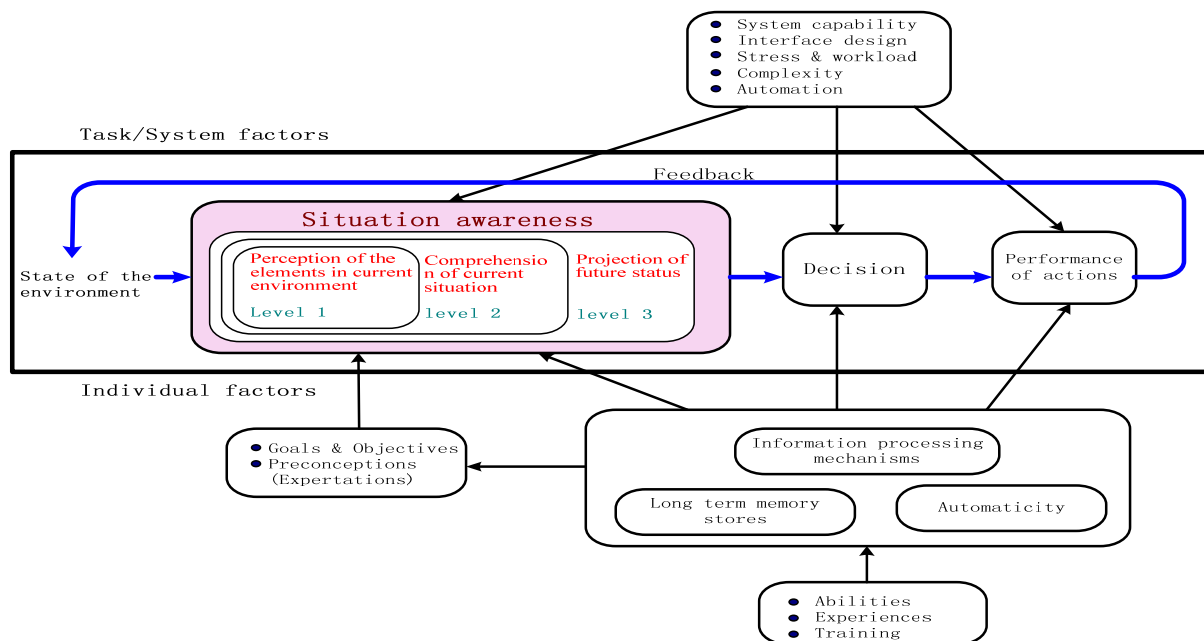 System capability
Interface design
Stress & workload
Complexity
Automation
Task/System factors
Feedback
Situation awareness
Perception of the
elements in current
environment
Level 1
Comprehensio
n of current
situation
level 2
Projection of
future status
level 3
State of the
environment
Decision
Performance
of actions
Individual factors
Goals & Objectives
Preconceptions
(Expertations)
Information processing
mechanisms
Long term memory
stores
Automaticity
Abilities
Experiences
Training